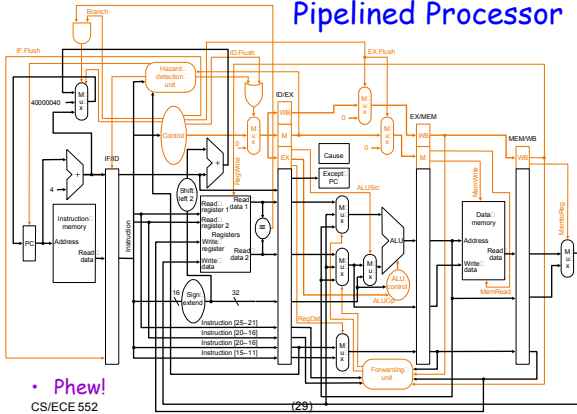 Pipelined Processor
Branch
IF.Flush
ID.Flush
EX.Flush
Hazard
detection
unit
M
u
x
40000040
ID/EX
WB
M
EX
M
u
x
0
M
u
x
0
M
u
x
0
EX/MEM
WB
M
MEM/WB
WB
Control
Cause
Except
PC
IF/ID
+
4
+
Shift
left 2
RegWrite
ALUSrc
MemWrite
MemtoReg
PC
Instruction
memory
Address
Read
data
Instruction
Read
register 1
Read
data 1
Read
register 2
Registers
Write
register
Read
data 2
Write
data
=
M
u
x
M
u
x
M
u
x
ALU
ALU
control
ALUOp
Data
memory
Address
Read
data
Write
data
MemRead
M
u
x
16
Sign
extend
32
RegDst
Instruction [25–21]
Instruction [20–16]
Instruction [20–16]
Instruction [15–11]
M
u
x
Forwarding
unit
• Phew!
CS/ECE 552
(29)